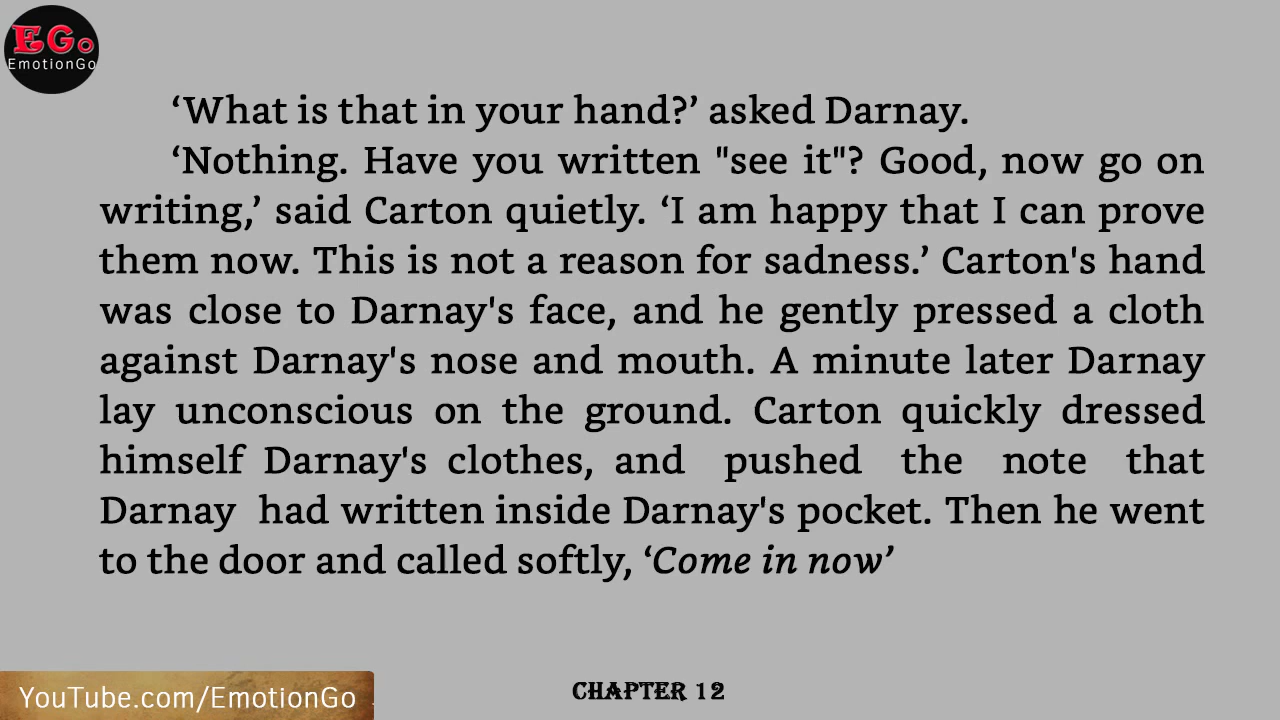 EGo
EmotionGo
‘What is that in your hand?’ asked Darnay.
‘Nothing. Have you written "see it"? Good, now go on
writing,’ said Carton quietly. ‘I am happy that I can prove
them now. This is not a reason for sadness.’ Carton's hand
was close to Darnay's face, and he gently pressed a cloth
against Darnay's nose and mouth. A minute later Darnay
lay unconscious on the ground. Carton quickly dressed
himself Darnay's clothes, and pushed the note that
Darnay had written inside Darnay's pocket. Then he went
to the door and called softly, ‘Come in now’
YouTube.com/EmotionGo
CHAPTER 12